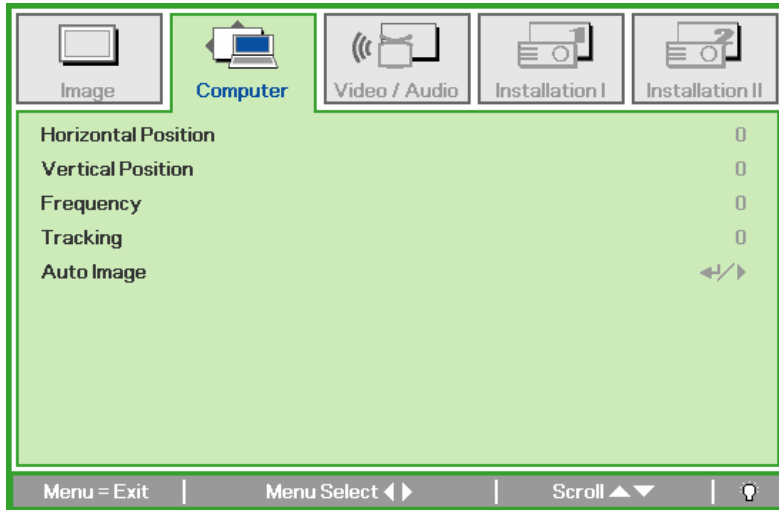 Image Computer Video / Audio Installation I Installation II
Horizontal Position 0
Vertical Position 0
Frequency 0
Tracking 0
Auto Image ↵/▶
Menu = Exit | Menu Select ◀▶ | Scroll ▲▼ |